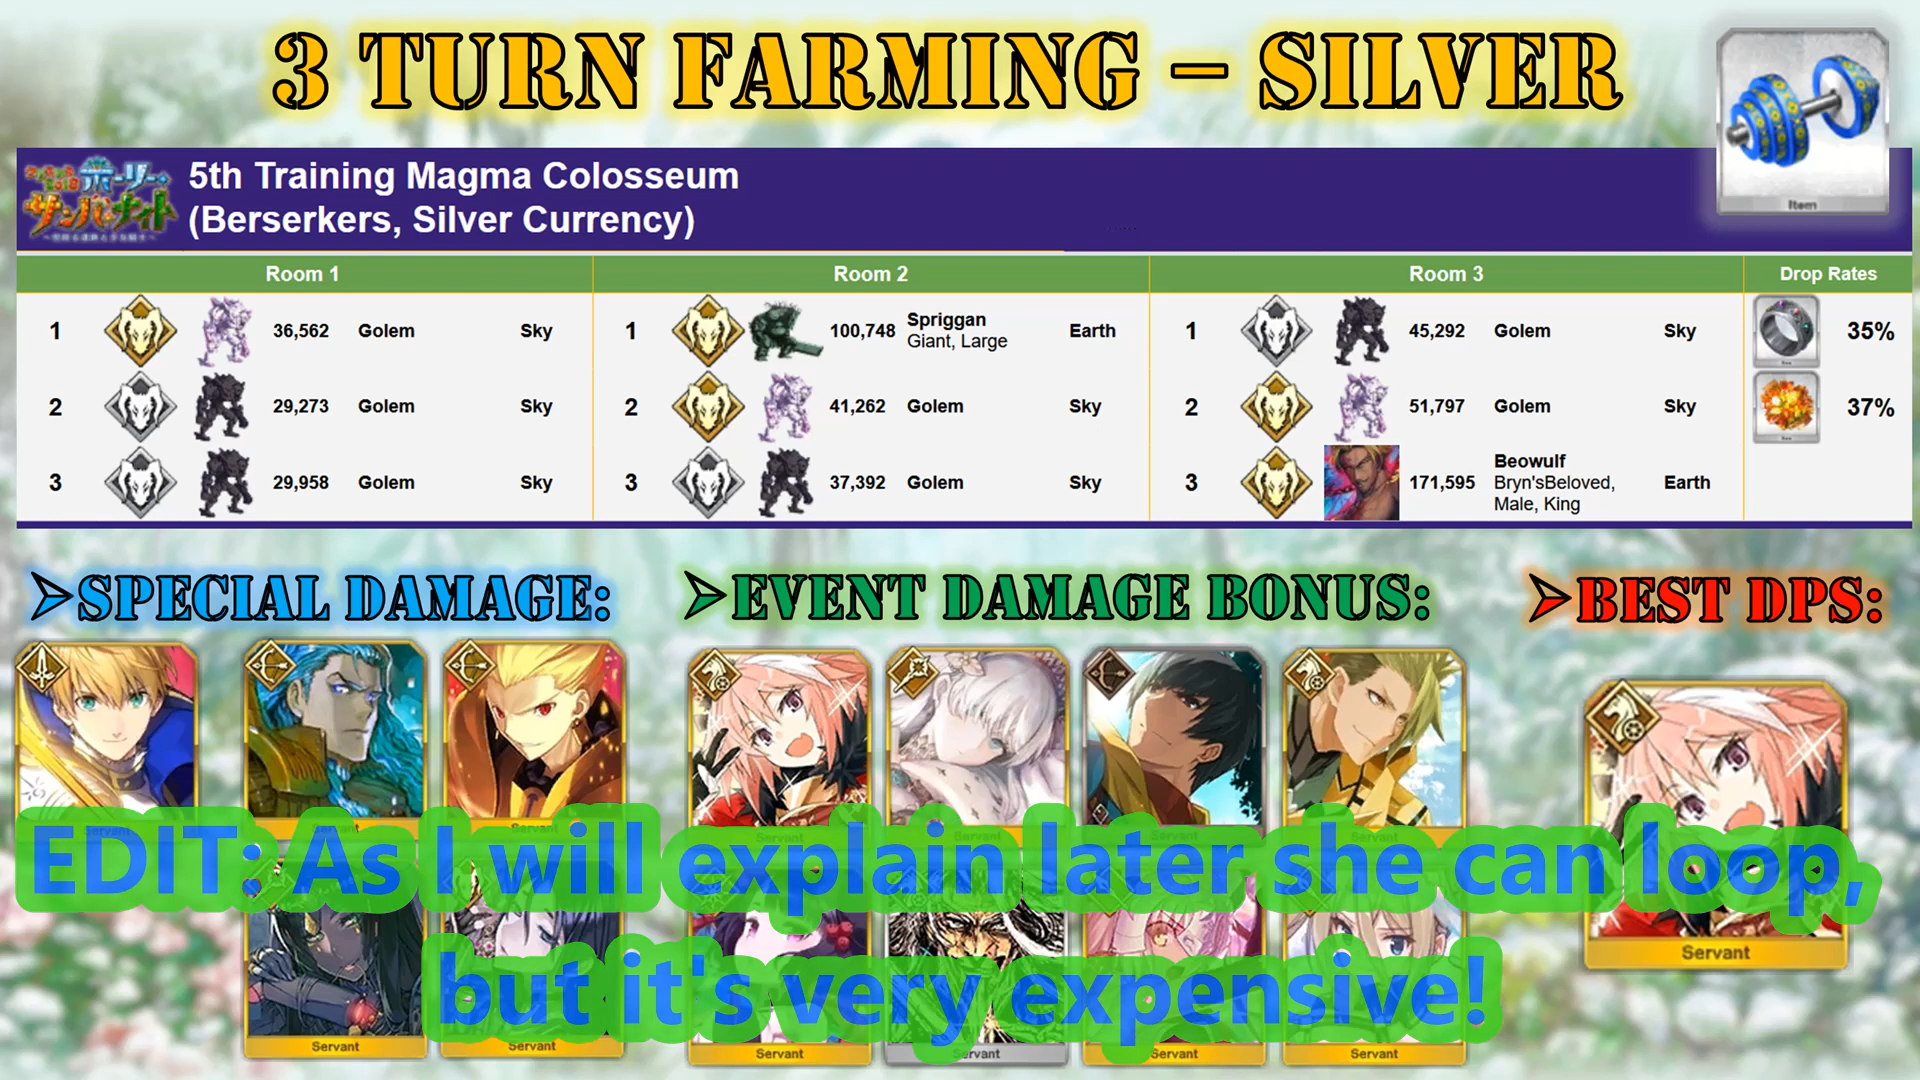 3 TURN FARMING – SILVER
Item
5th Training Magma Colosseum
(Berserkers, Silver Currency)
Room 1 Room 2 Room 3 Drop Rates
1 36,562 Golem Sky 1 100,748 Spriggan Giant, Large Earth 1 45,292 Golem Sky 35%
2 29,273 Golem Sky 2 41,262 Golem Sky 2 51,797 Golem Sky 37%
3 29,958 Golem Sky 3 37,392 Golem Sky 3 171,595 Beowulf Bryn'sBeloved, Male, King Earth
➢SPECIAL DAMAGE: ➢EVENT DAMAGE BONUS: ➢BEST DPS:
EDIT: As I will explain later she can loop,
but it's very expensive!
Servant
Servant Servant Servant Servant Servant Servant